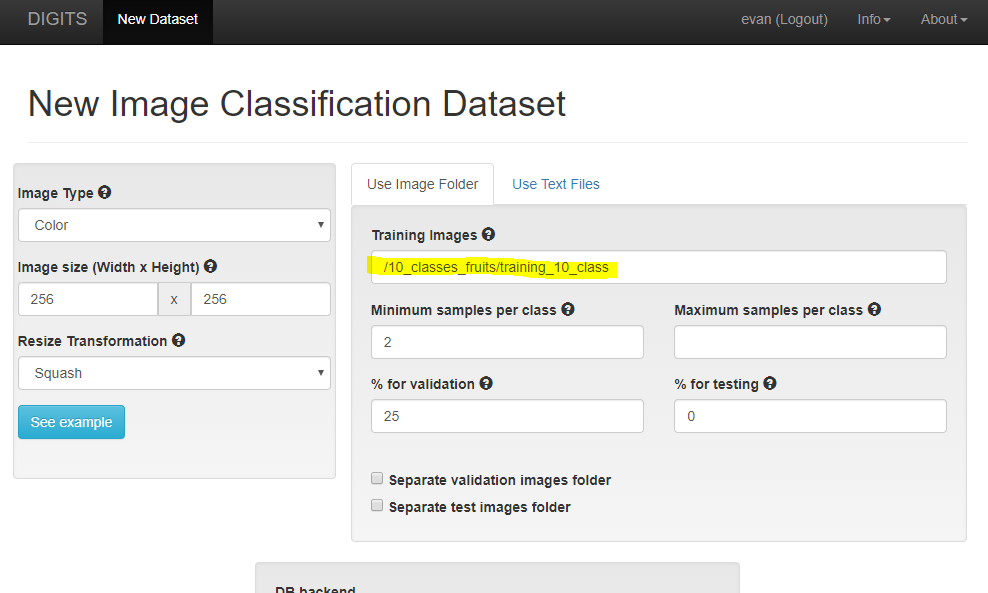 DIGITS New Dataset evan (Logout) Info About
New Image Classification Dataset
Image Type
Color
Image size (Width x Height)
256 x 256
Resize Transformation
Squash
See example
Use Image Folder Use Text Files
Training Images
/10_classes_fruits/training_10_class
Minimum samples per class Maximum samples per class
2
% for validation % for testing
25 0
Separate validation images folder
Separate test images folder
DB backend